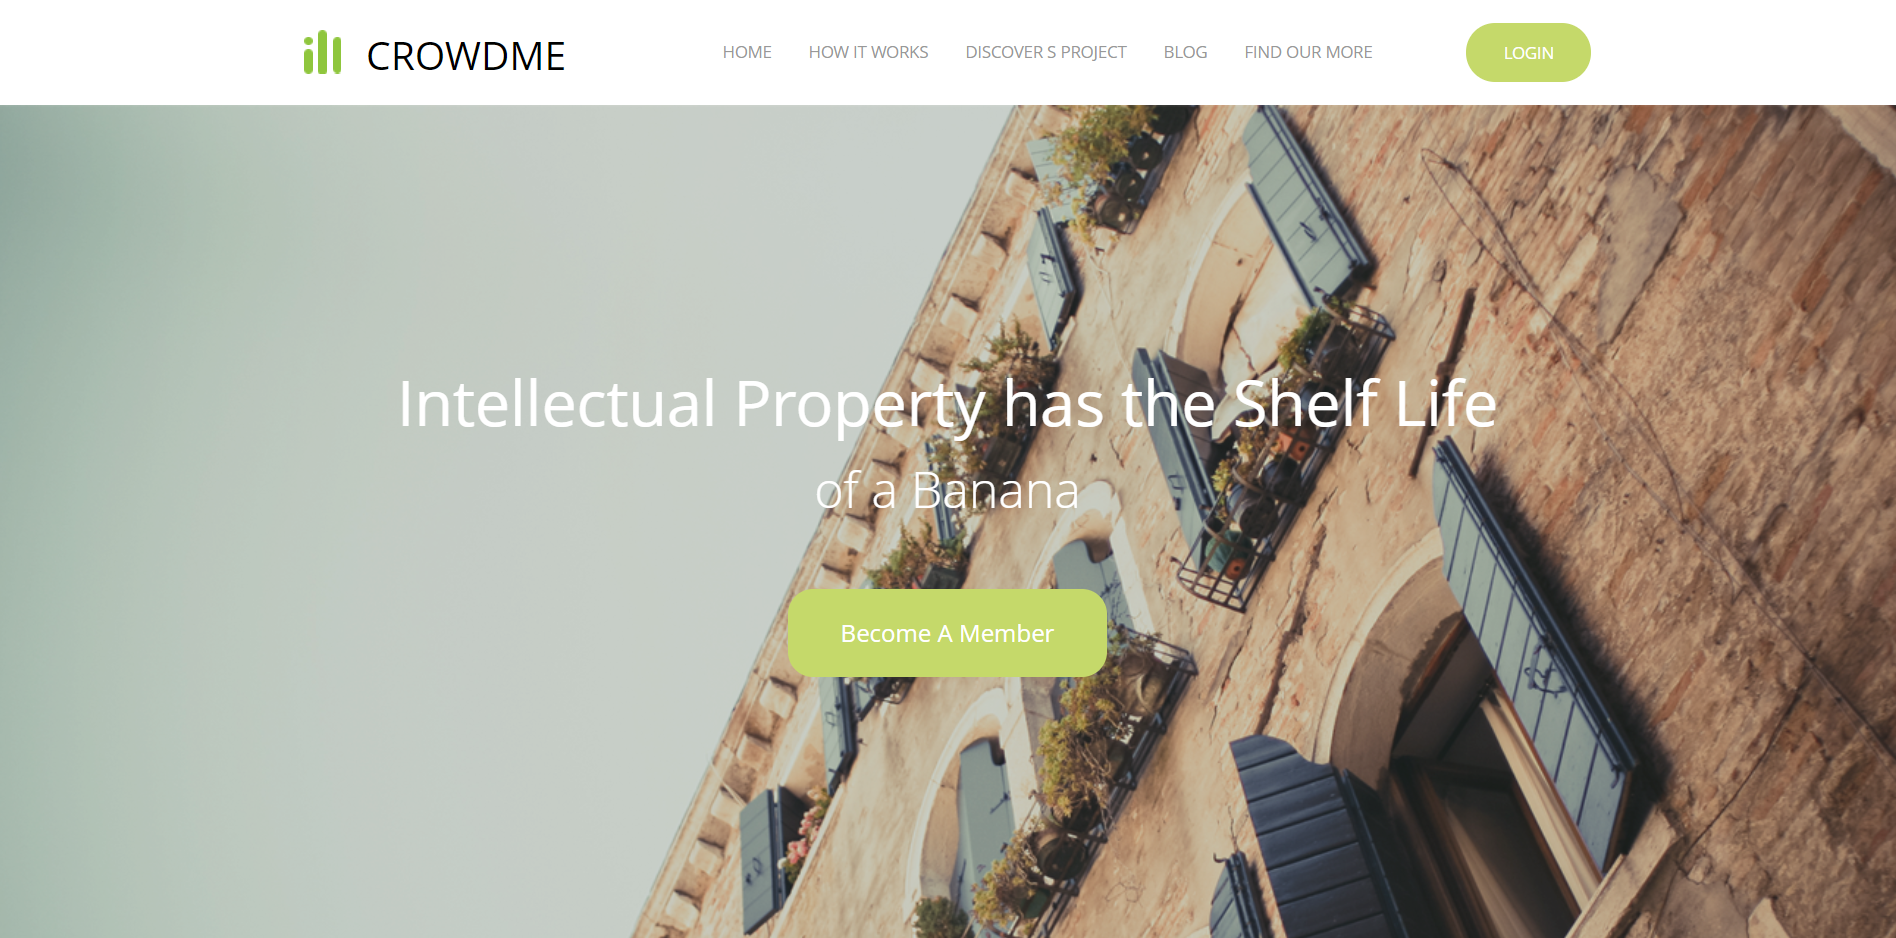 CROWDME
HOME HOW IT WORKS DISCOVER S PROJECT BLOG FIND OUR MORE LOGIN
Intellectual Property has the Shelf Life
of a Banana
Become A Member